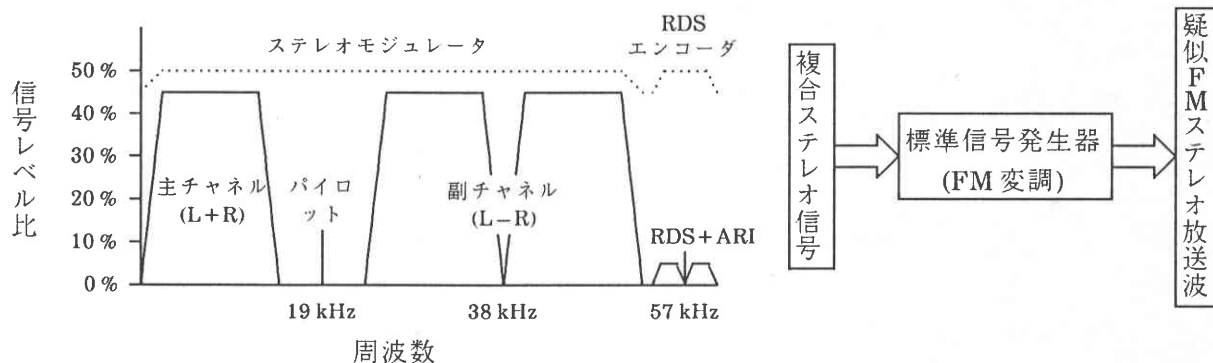 RDS
エンコーダ
ステレオモジュレータ
信号レベル比
50 %
40 %
30 %
20 %
10 %
0 %
主チャネル
(L+R)
パイロ
ット
副チャネル
(L−R)
RDS+ARI
19 kHz
38 kHz
57 kHz
周波数
複合ステレオ信号
標準信号発生器
(FM 変調)
疑似FMステレオ放送波